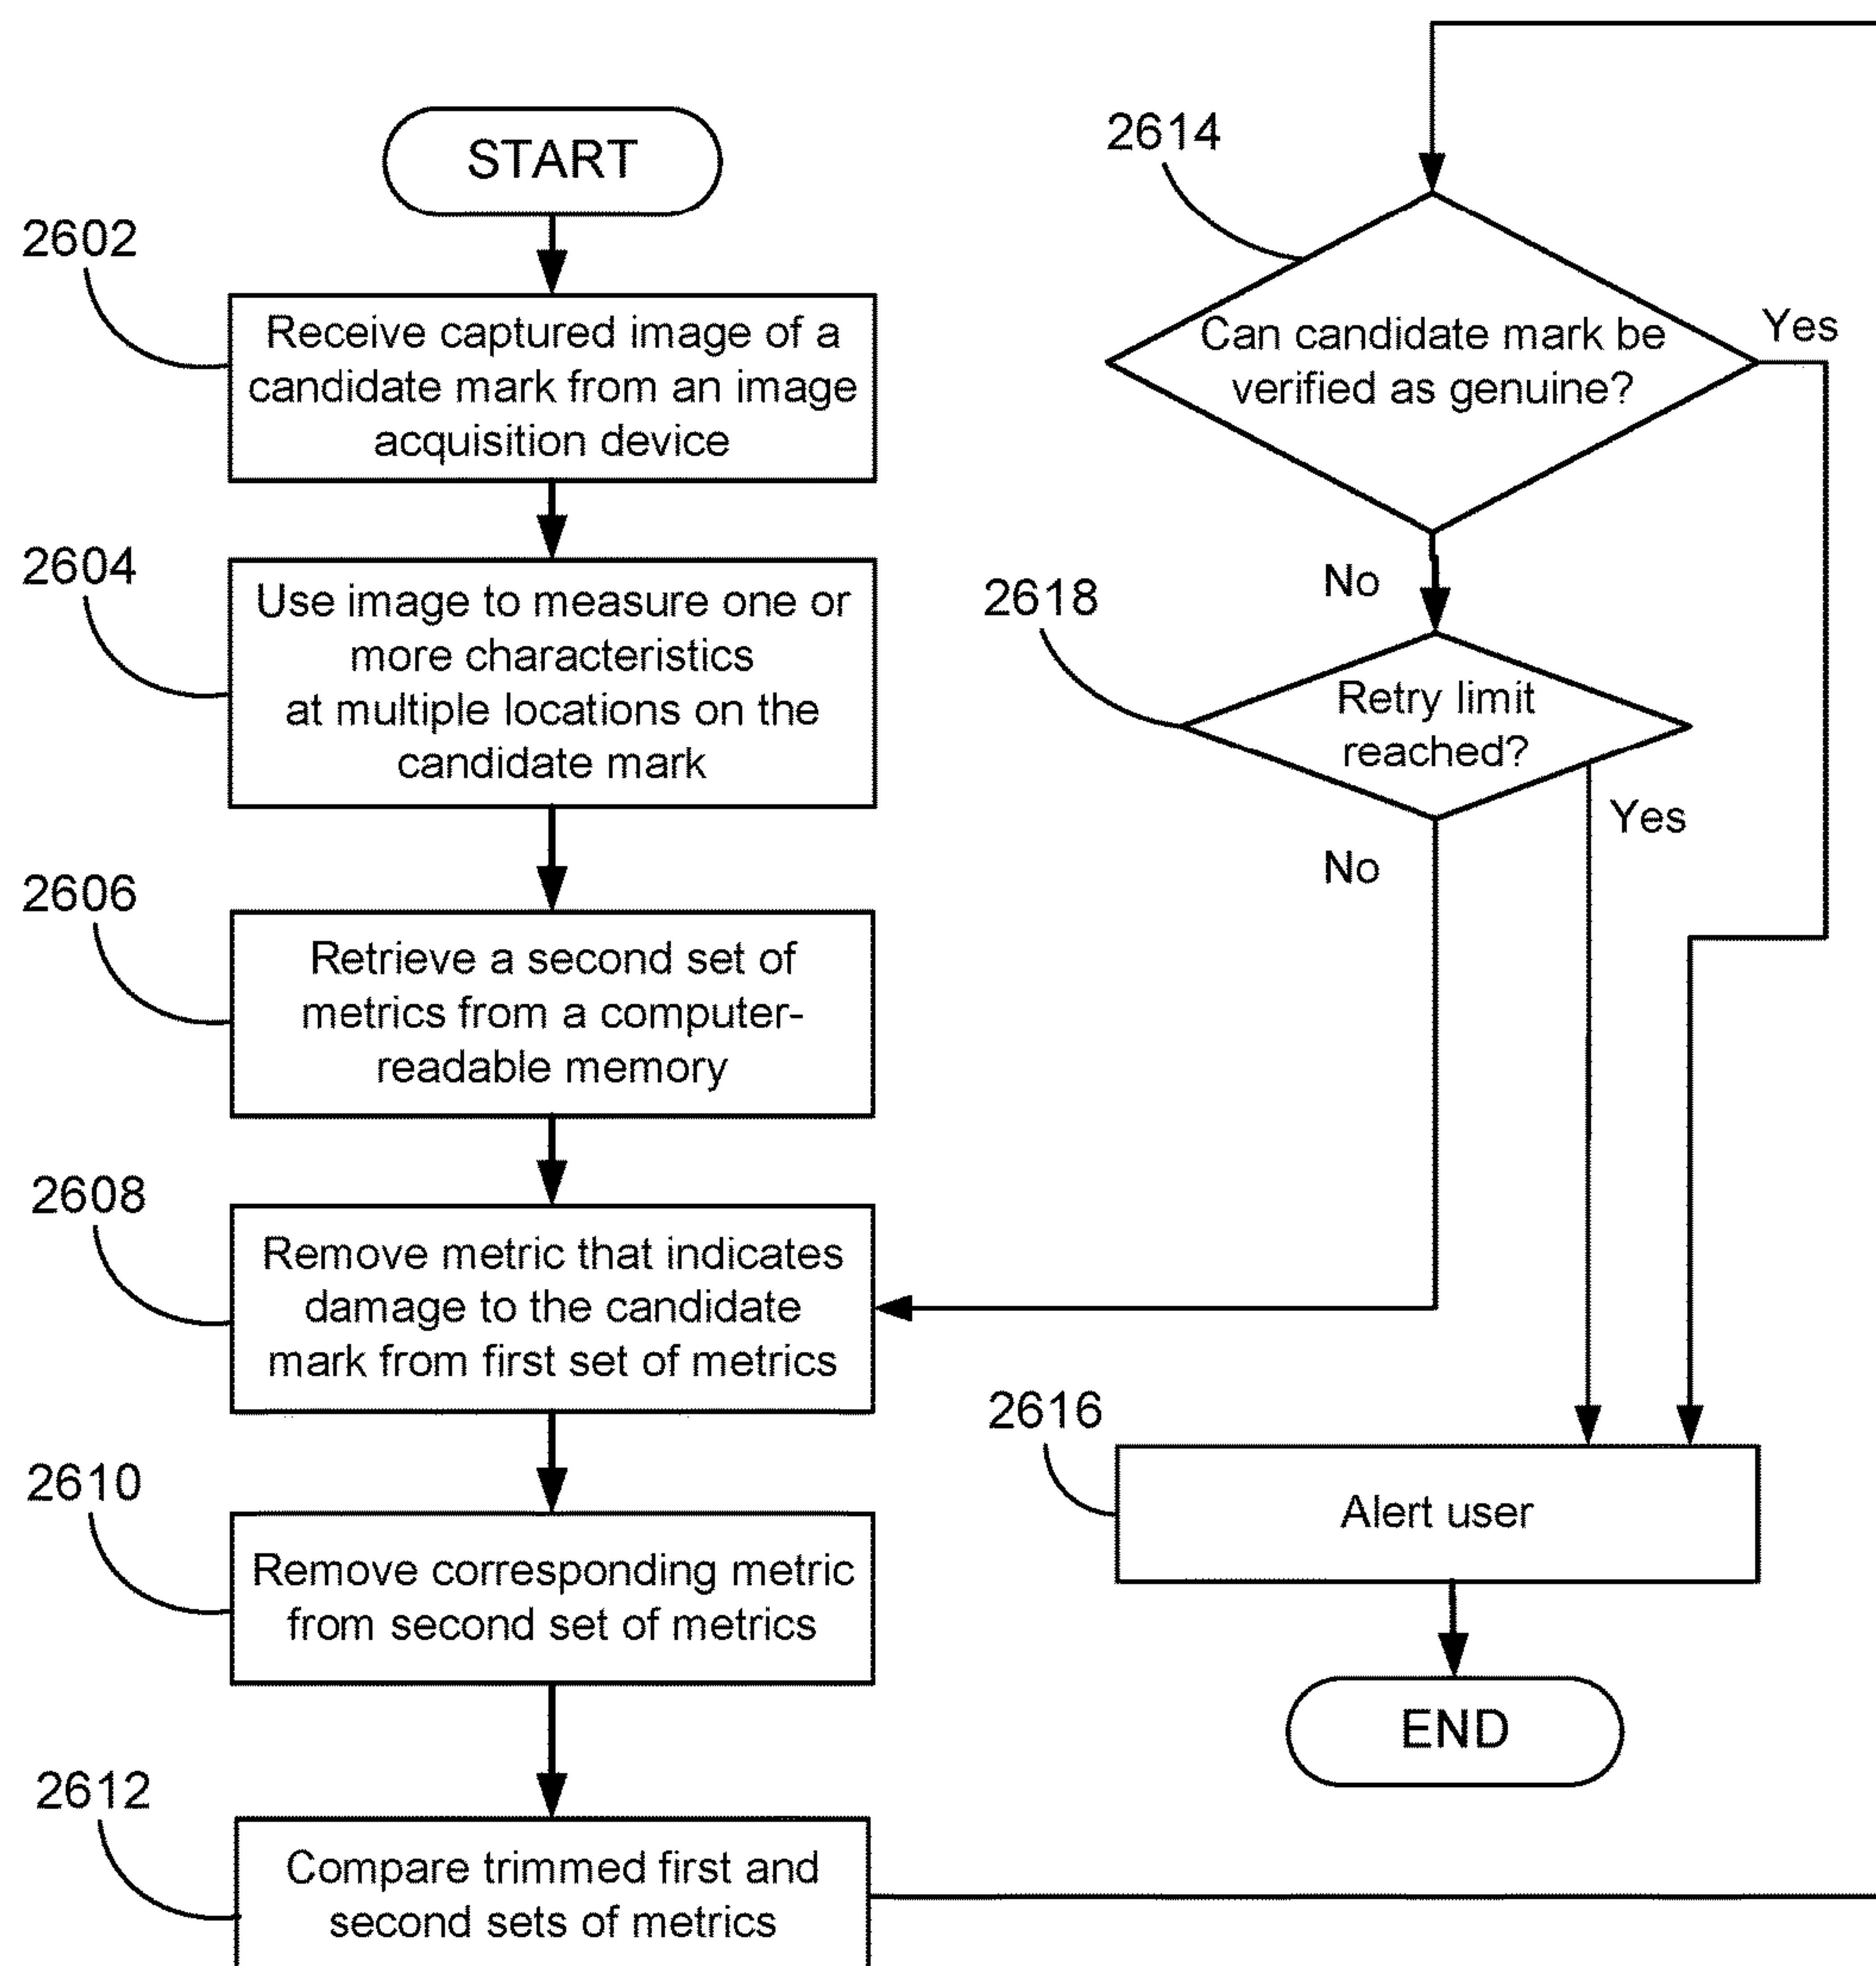 START
2602
Receive captured image of a
candidate mark from an image
acquisition device
2604
Use image to measure one or
more characteristics
at multiple locations on the
candidate mark
2606
Retrieve a second set of
metrics from a computer-
readable memory
2608
Remove metric that indicates
damage to the candidate
mark from first set of metrics
2610
Remove corresponding metric
from second set of metrics
2612
Compare trimmed first and
second sets of metrics
2614
Can candidate mark be
verified as genuine?
Yes
No
2618
Retry limit
reached?
Yes
No
2616
Alert user
END